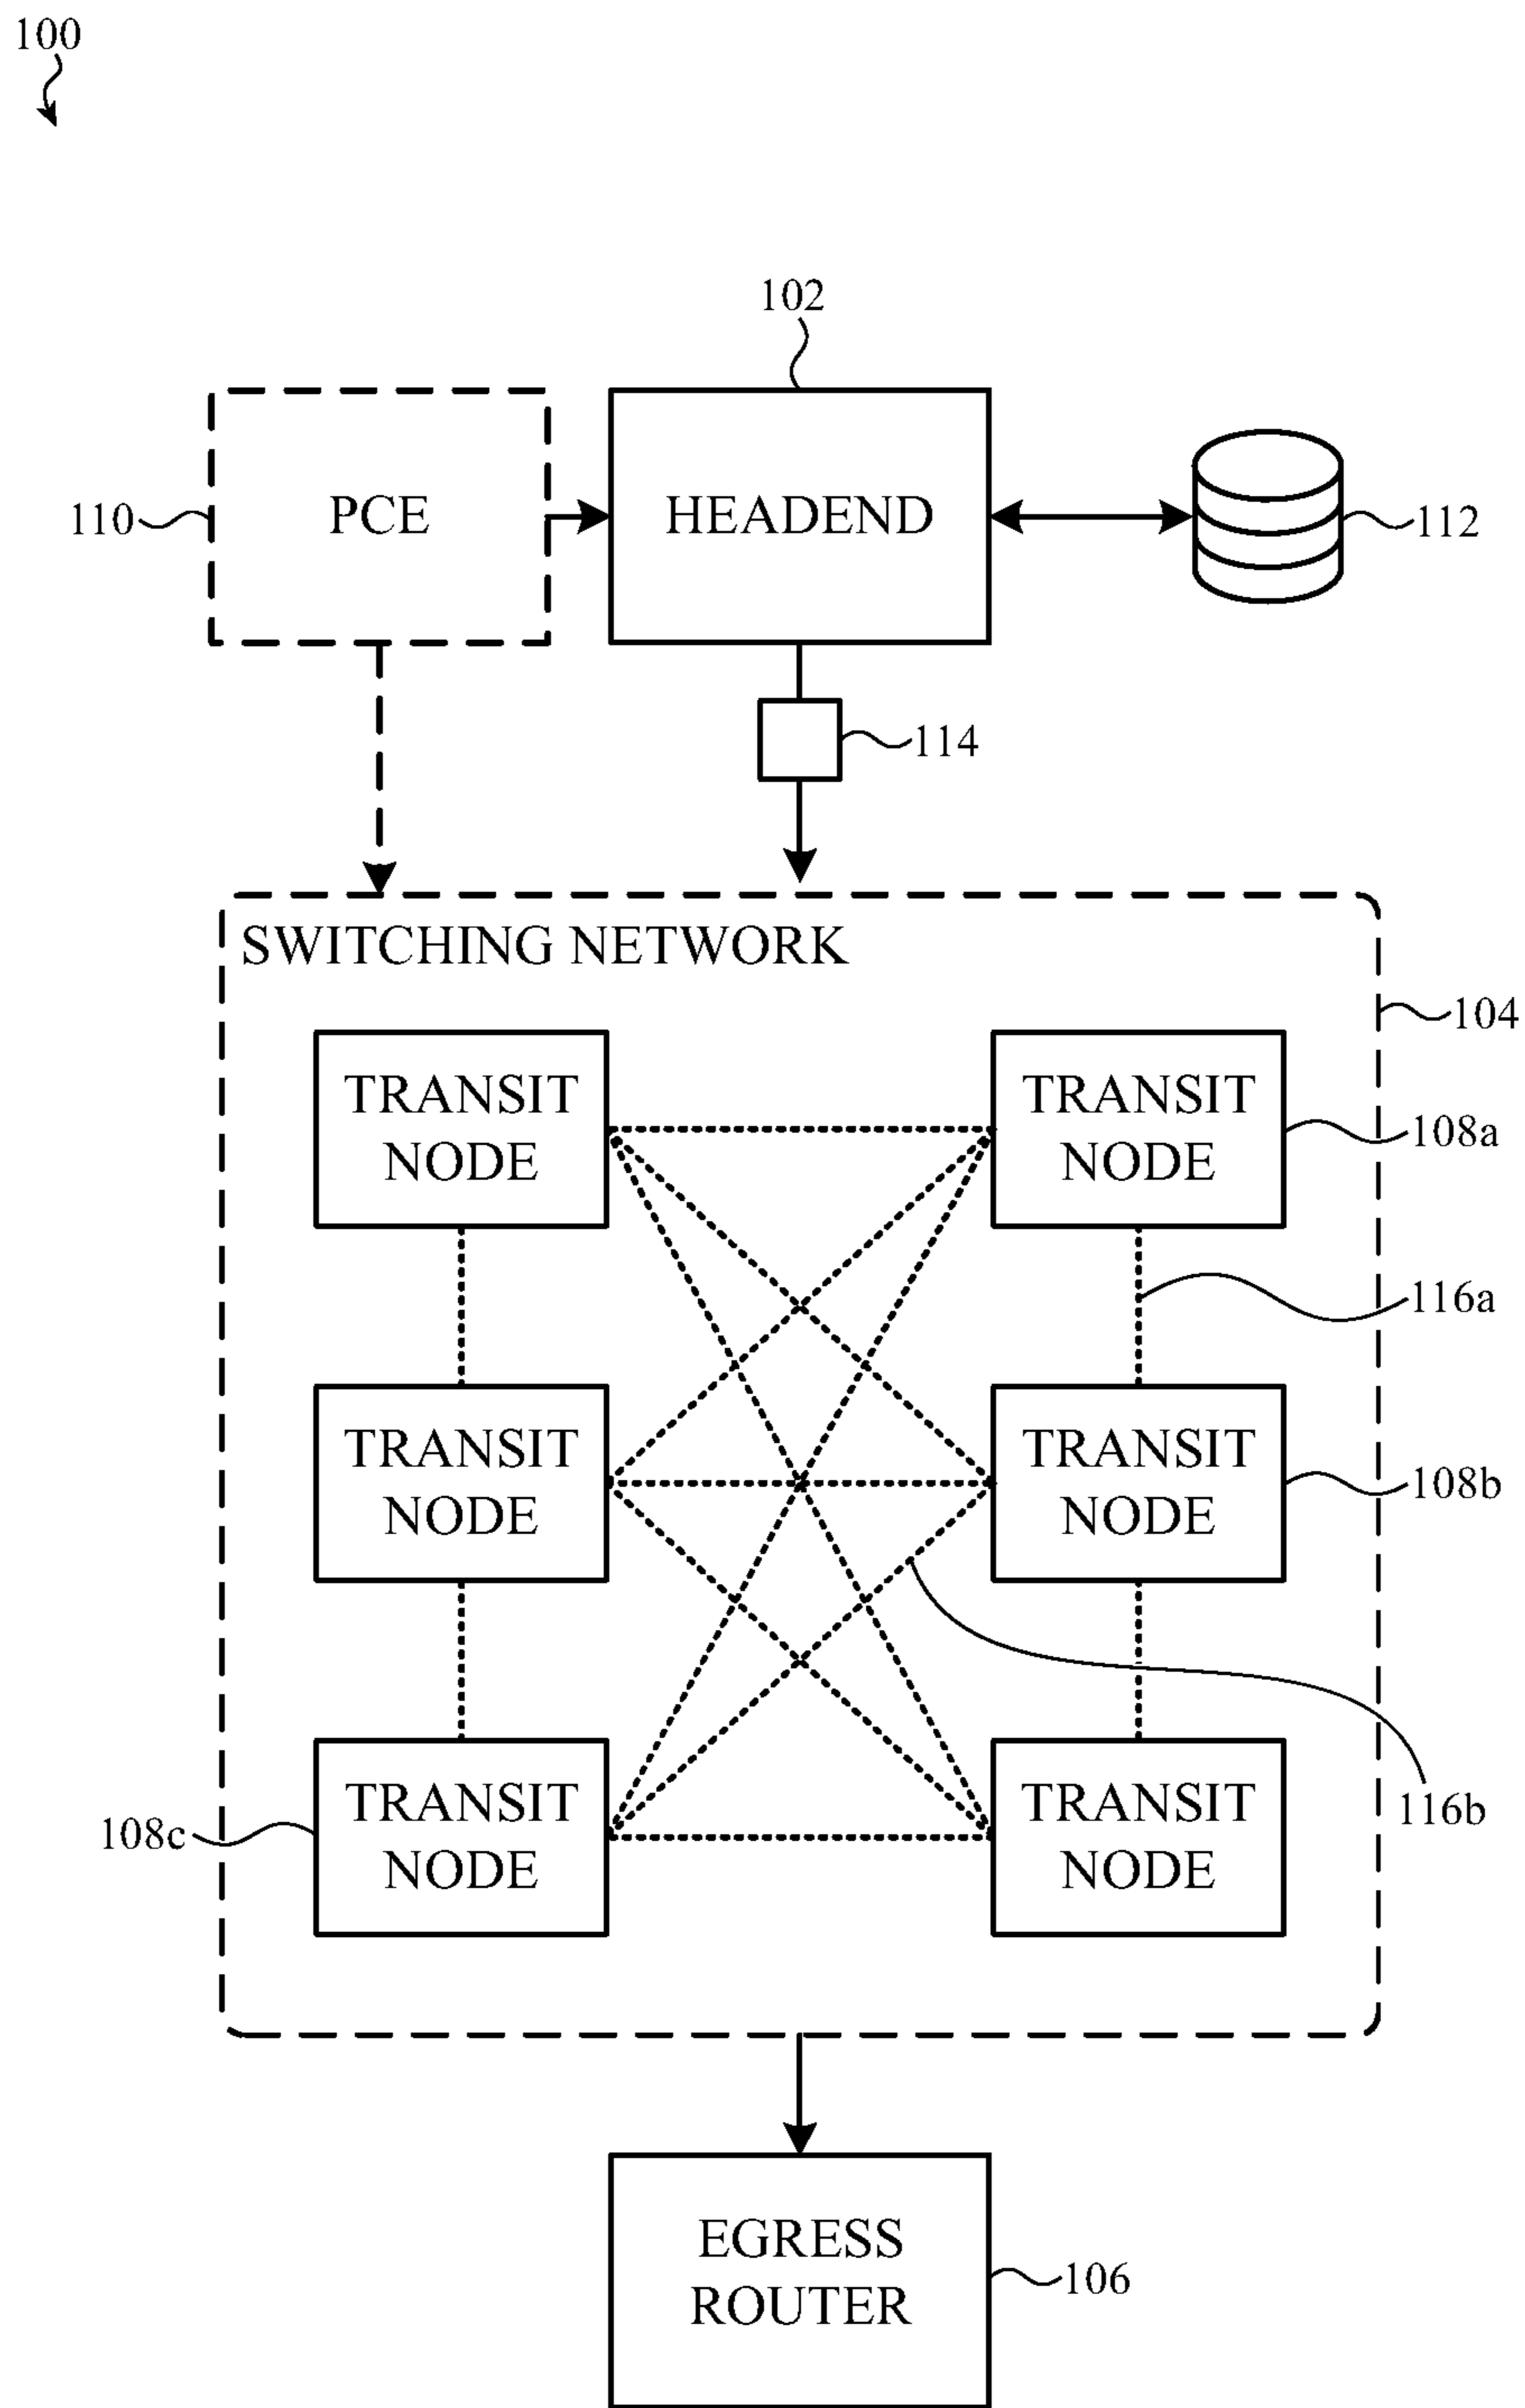 100
102
PCE
HEADEND
110
112
114
SWITCHING NETWORK
104
TRANSIT
NODE
TRANSIT
NODE
108a
116a
TRANSIT
NODE
TRANSIT
NODE
108b
TRANSIT
NODE
TRANSIT
NODE
116b
108c
EGRESS
ROUTER
106